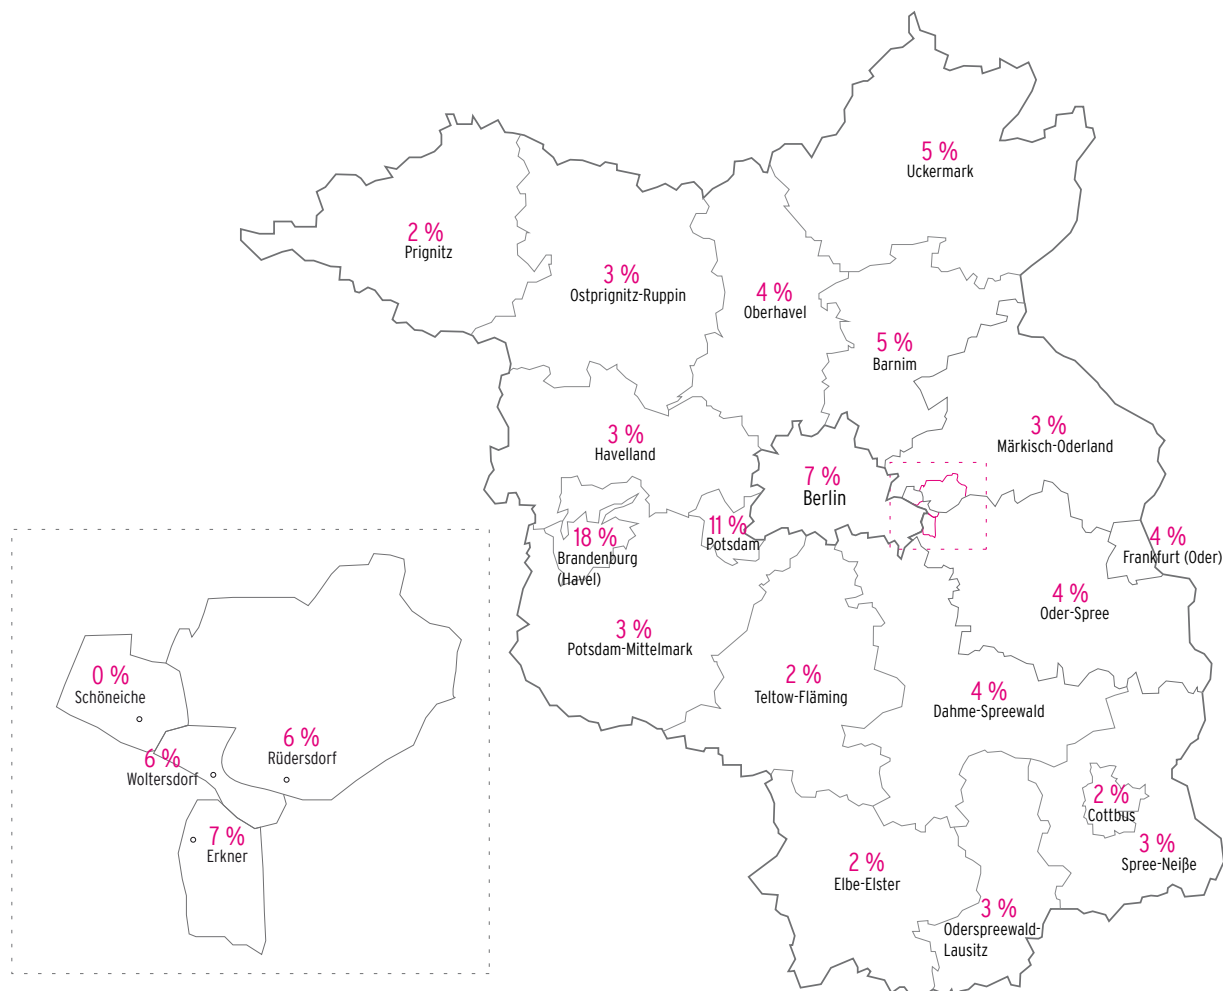 5 %
Uckermark
2 %
Prignitz
3 %
Ostprignitz-Ruppin
4 %
Oberhavel
5 %
Barnim
3 %
Havelland
3 %
Märkisch-Oderland
7 %
Berlin
18 %
Brandenburg
(Havel)
11 %
Potsdam
4 %
Frankfurt (Oder)
4 %
Oder-Spree
3 %
Potsdam-Mittelmark
2 %
Teltow-Fläming
4 %
Dahme-Spreewald
0 %
Schöneiche
6 %
Woltersdorf
6 %
Rüdersdorf
7 %
Erkner
2 %
Cottbus
3 %
Spree-Neiße
2 %
Elbe-Elster
3 %
Oderspreewald-
Lausitz